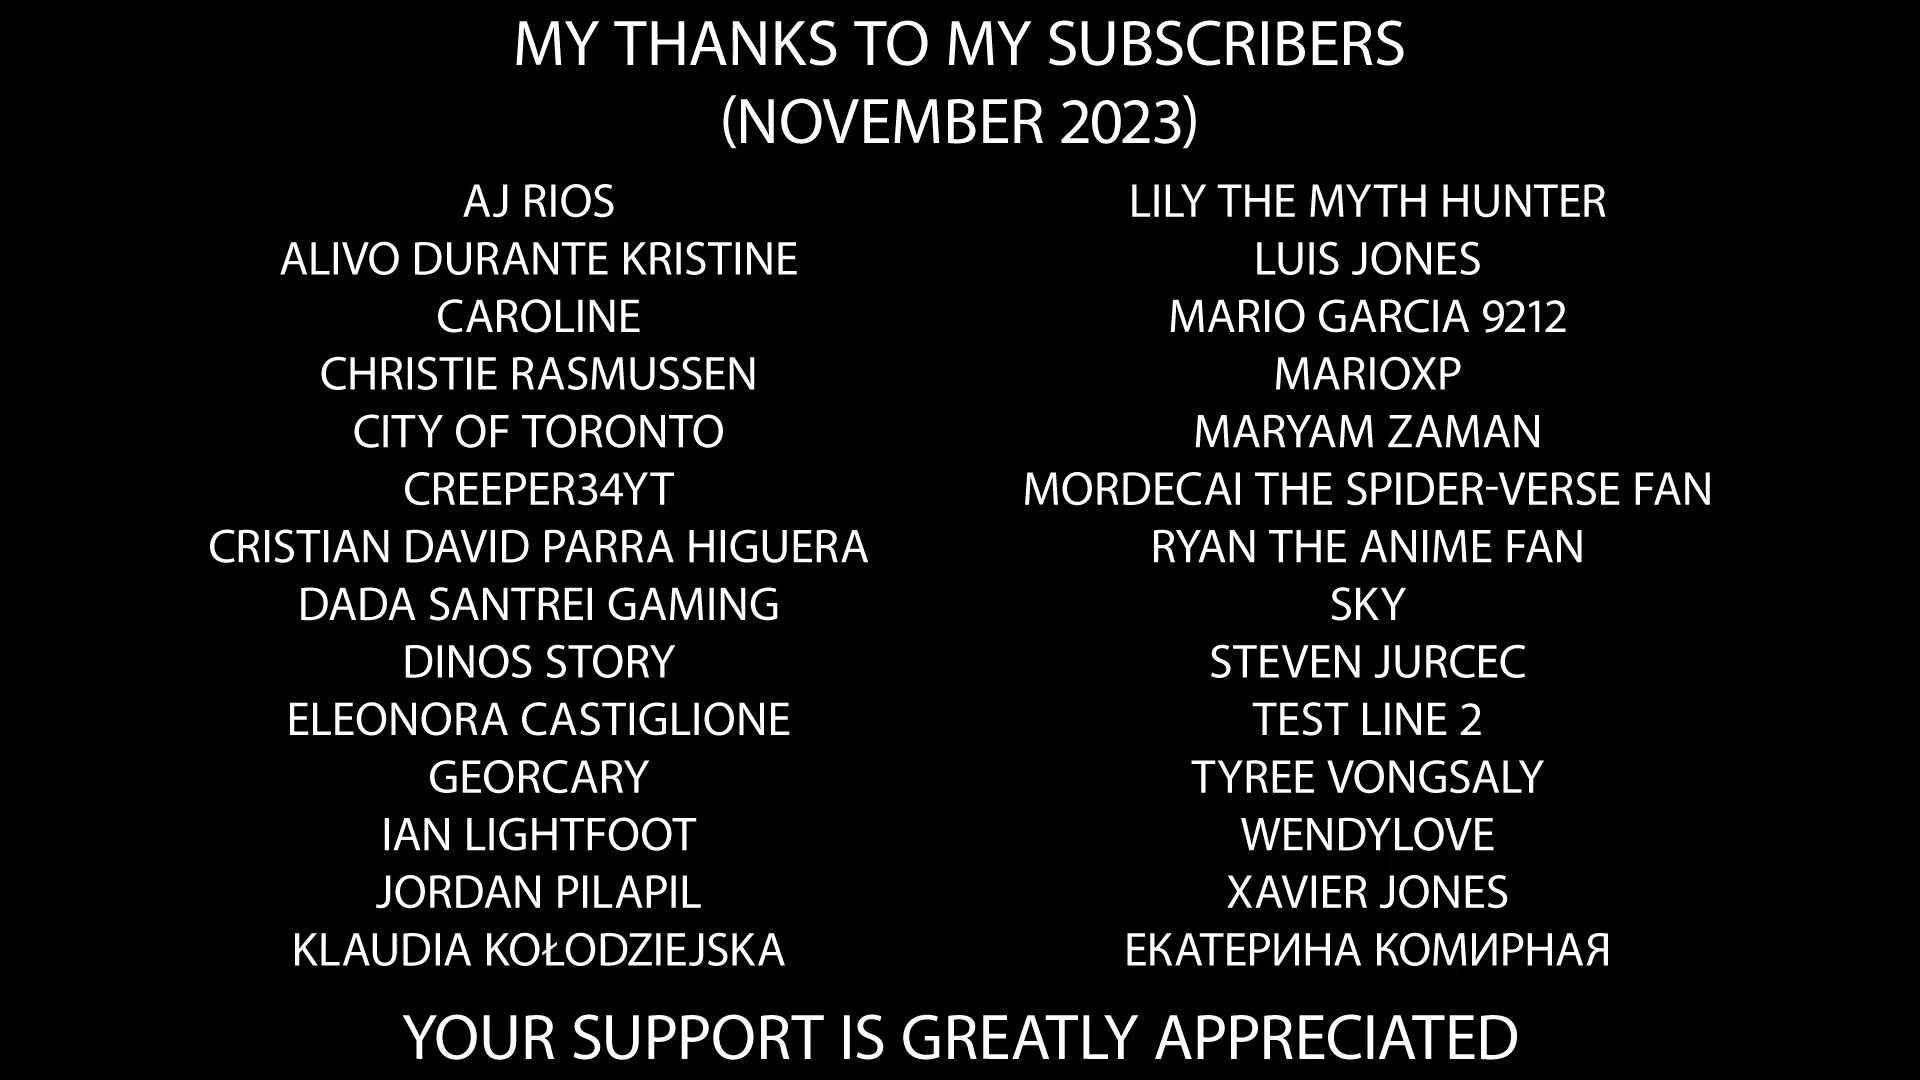 MY THANKS TO MY SUBSCRIBERS
(NOVEMBER 2023)
AJ RIOS
ALIVO DURANTE KRISTINE
CAROLINE
CHRISTIE RASMUSSEN
CITY OF TORONTO
CREEPER34YT
CRISTIAN DAVID PARRA HIGUERA
DADA SANTREI GAMING
DINOS STORY
ELEONORA CASTIGLIONE
GEORCARY
IAN LIGHTFOOT
JORDAN PILAPIL
KLAUDIA KOŁODZIEJSKA
LILY THE MYTH HUNTER
LUIS JONES
MARIO GARCIA 9212
MARIOXP
MARYAM ZAMAN
MORDECAI THE SPIDER-VERSE FAN
RYAN THE ANIME FAN
SKY
STEVEN JURCEC
TEST LINE 2
TYREE VONGSALY
WENDYLOVE
XAVIER JONES
ЕКАТЕРИНА КОМИРНАЯ
YOUR SUPPORT IS GREATLY APPRECIATED